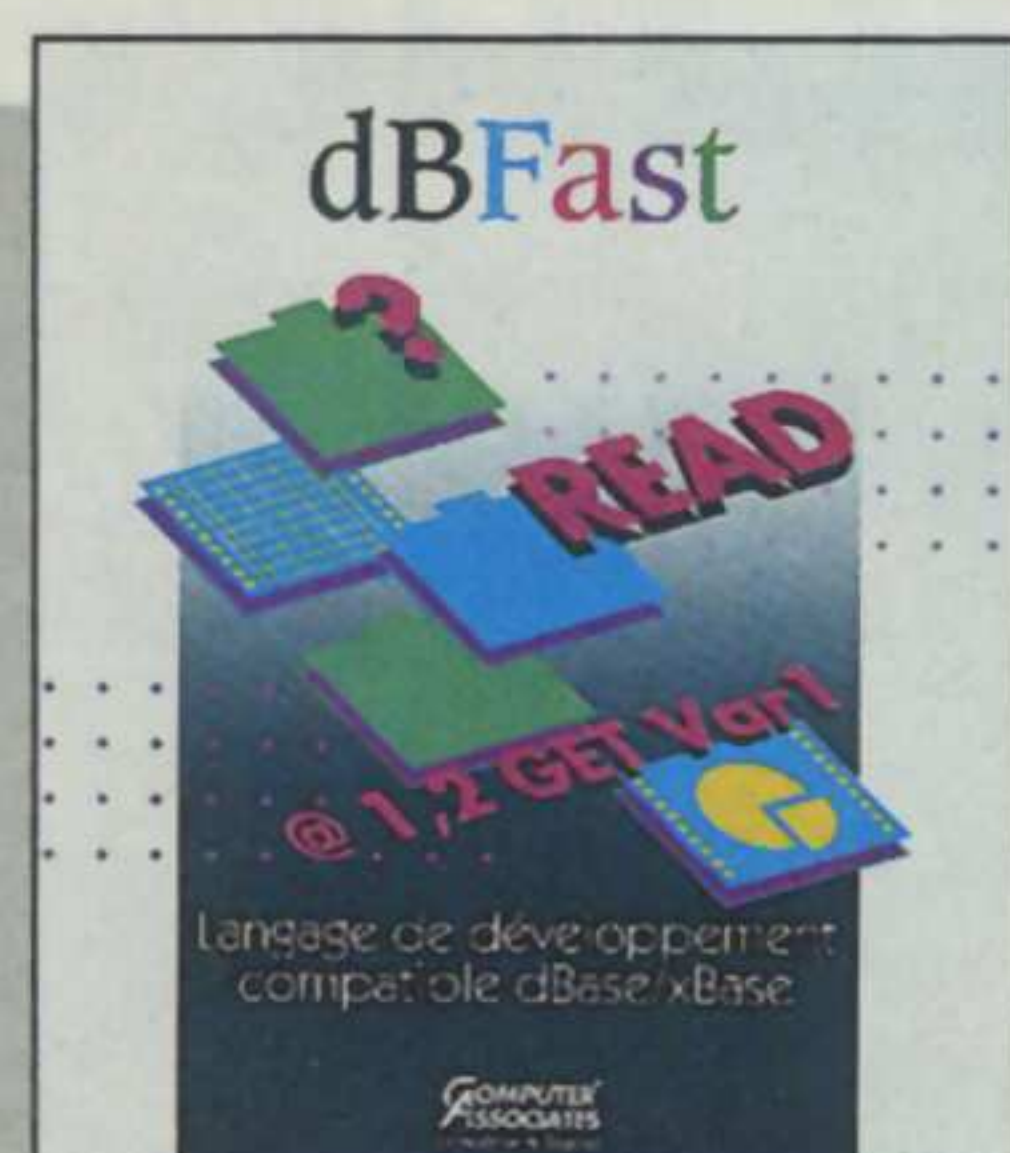 dBFast
?
READ
@ 1,2 GET Var1
Langage de développement
compatible dBase/xBase
COMPUTER
ASSOCIATES